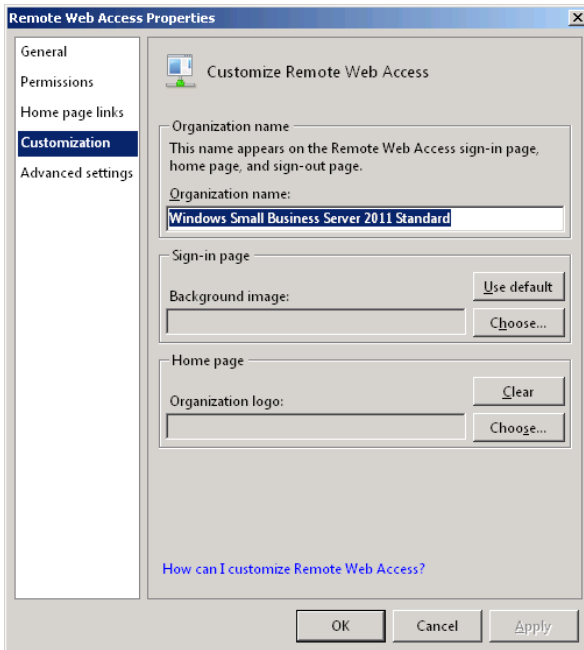 Remote Web Access Properties
General
Permissions
Home page links
Customization
Advanced settings
Customize Remote Web Access
Organization name
This name appears on the Remote Web Access sign-in page,
home page, and sign-out page.
Organization name:
Windows Small Business Server 2011 Standard
Sign-in page
Use default
Background image:
Choose...
Home page
Clear
Organization logo:
Choose...
How can I customize Remote Web Access?
OK Cancel Apply